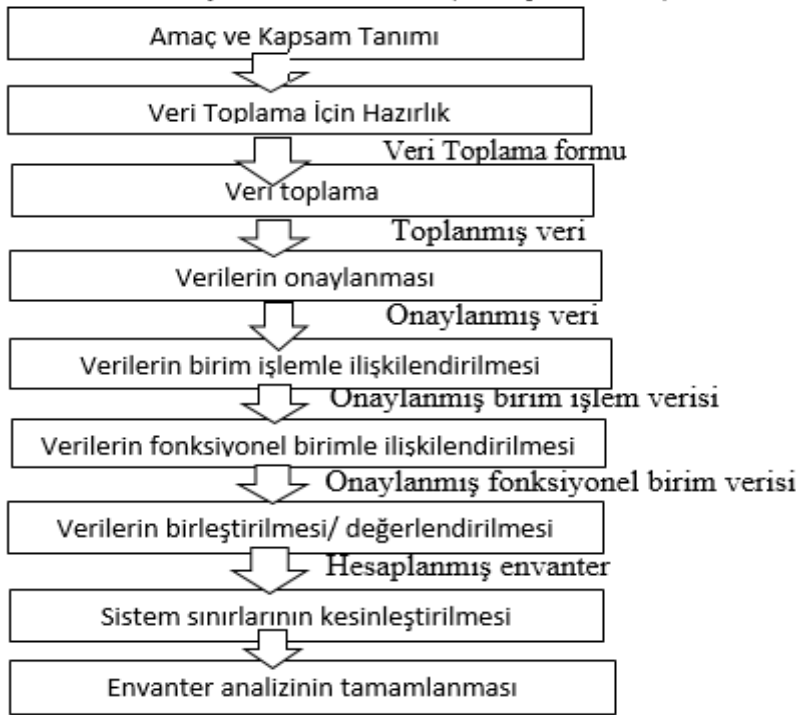 Amaç ve Kapsam Tanımı
Veri Toplama İçin Hazırlık
Veri Toplama formu
Veri toplama
Toplanmış veri
Verilerin onaylanması
Onaylanmış veri
Verilerin birim işlemle ilişkilendirilmesi
Onaylanmış birim işlem verisi
Verilerin fonksiyonel birimle ilişkilendirilmesi
Onaylanmış fonksiyonel birim verisi
Verilerin birleştirilmesi/ değerlendirilmesi
Hesaplanmış envanter
Sistem sınırlarının kesinleştirilmesi
Envanter analizinin tamamlanması